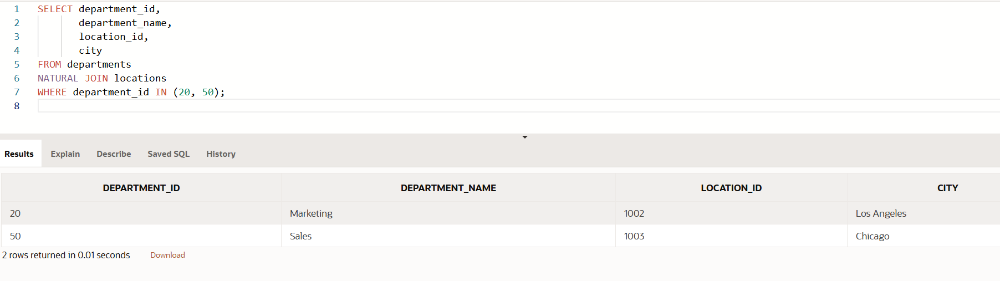 1 SELECT department_id,
2 department_name,
3 location_id,
4 city
5 FROM departments
6 NATURAL JOIN locations
7 WHERE department_id IN (20, 50);
8
Results Explain Describe Saved SQL History
DEPARTMENT_ID DEPARTMENT_NAME LOCATION_ID CITY
20 Marketing 1002 Los Angeles
50 Sales 1003 Chicago
2 rows returned in 0.01 seconds Download